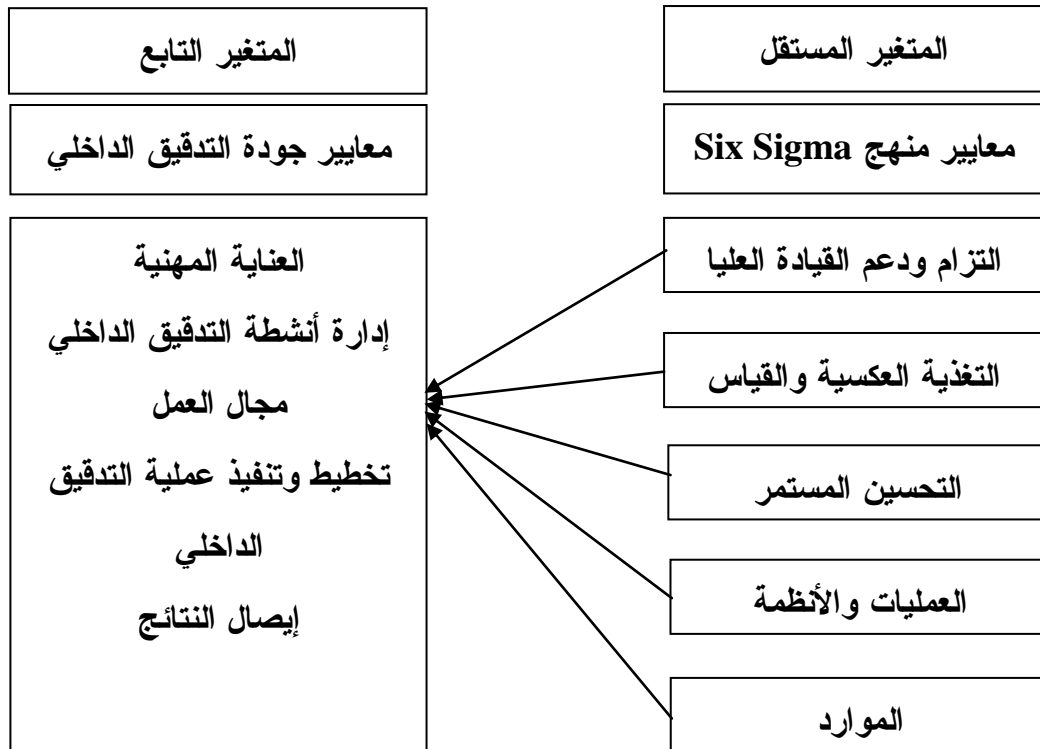 المتغير المستقل
المتغير التابع
معايير منهج Six Sigma
معايير جودة التدقيق الداخلي
التزام ودعم القيادة العليا
التغذية العكسية والقياس
التحسين المستمر
العمليات والأنظمة
الموارد
العناية المهنية
إدارة أنشطة التدقيق الداخلي
مجال العمل
تخطيط وتنفيذ عملية التدقيق
الداخلي
إيصال النتائج